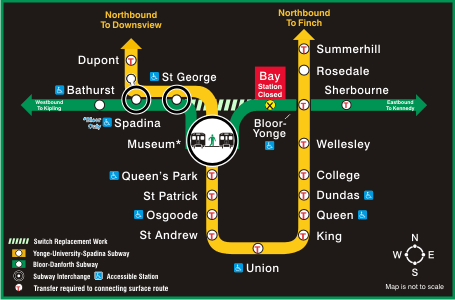 Northbound
To Downsview
Northbound
To Finch
Dupont
Summerhill
St George
Bay
Station
Closed
Rosedale
Bathurst
Sherbourne
Westbound
To Kipling
Eastbound
To Kennedy
*Bloor
Only
Spadina
Bloor-
Yonge
Museum*
Wellesley
Queen's Park
College
St Patrick
Dundas
Osgoode
Queen
St Andrew
King
Union
Switch Replacement Work
Yonge-University-Spadina Subway
Bloor-Danforth Subway
Subway Interchange
Accessible Station
Transfer required to connecting surface route
N
W
E
S
Map is not to scale